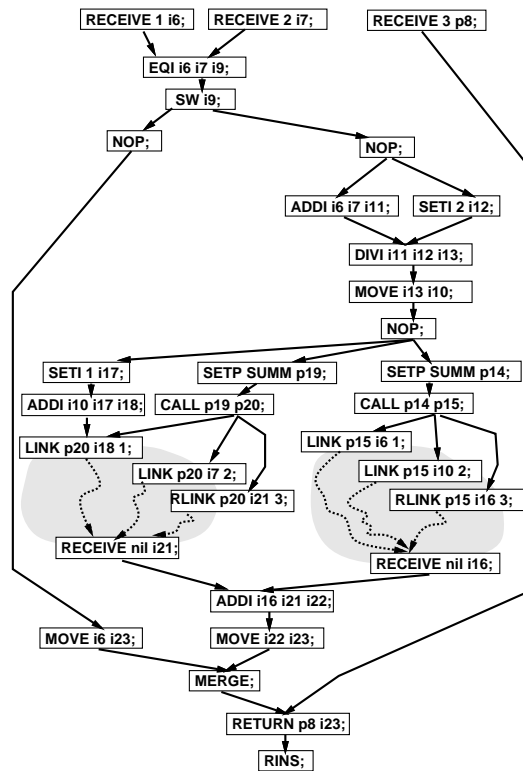 RECEIVE 1 i6;
RECEIVE 2 i7;
RECEIVE 3 p8;
EQI i6 i7 i9;
SW i9;
NOP;
NOP;
ADDI i6 i7 i11;
SETI 2 i12;
DIVI i11 i12 i13;
MOVE i13 i10;
NOP;
SETI 1 i17;
SETP SUMM p19;
SETP SUMM p14;
ADDI i10 i17 i18;
CALL p19 p20;
CALL p14 p15;
LINK p20 i18 1;
LINK p15 i6 1;
LINK p20 i7 2;
LINK p15 i10 2;
RLINK p20 i21 3;
RLINK p15 i16 3;
RECEIVE nil i21;
RECEIVE nil i16;
ADDI i16 i21 i22;
MOVE i6 i23;
MOVE i22 i23;
MERGE;
RETURN p8 i23;
RINS;